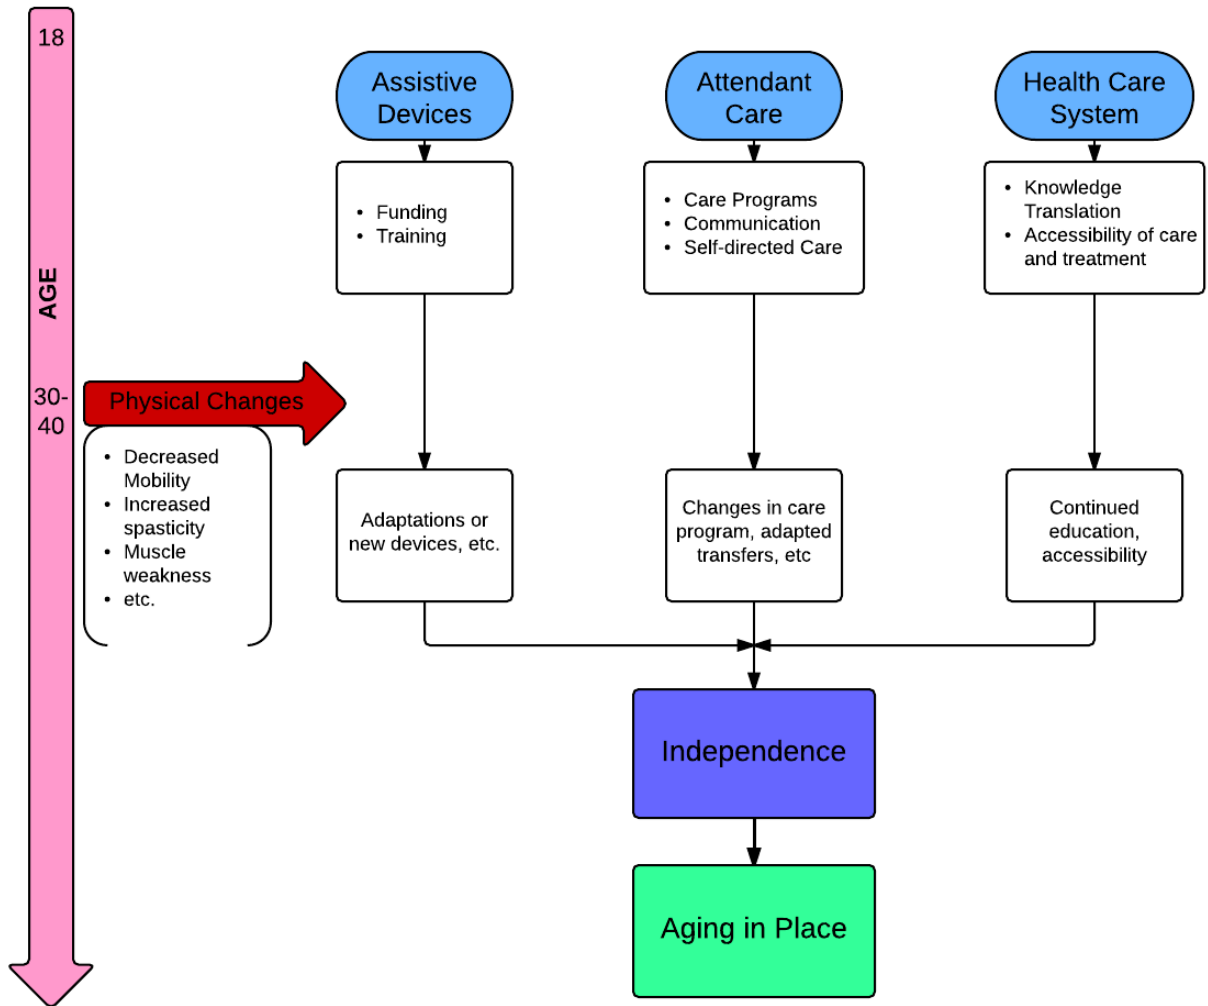 18
AGE
30-
40
Assistive
Devices
Attendant
Care
Health Care
System
• Funding
• Training
• Care Programs
• Communication
• Self-directed Care
• Knowledge
Translation
• Accessibility of care
and treatment
Physical Changes
• Decreased
Mobility
• Increased
spasticity
• Muscle
weakness
• etc.
Adaptations or
new devices, etc.
Changes in care
program, adapted
transfers, etc
Continued
education,
accessibility
Independence
Aging in Place